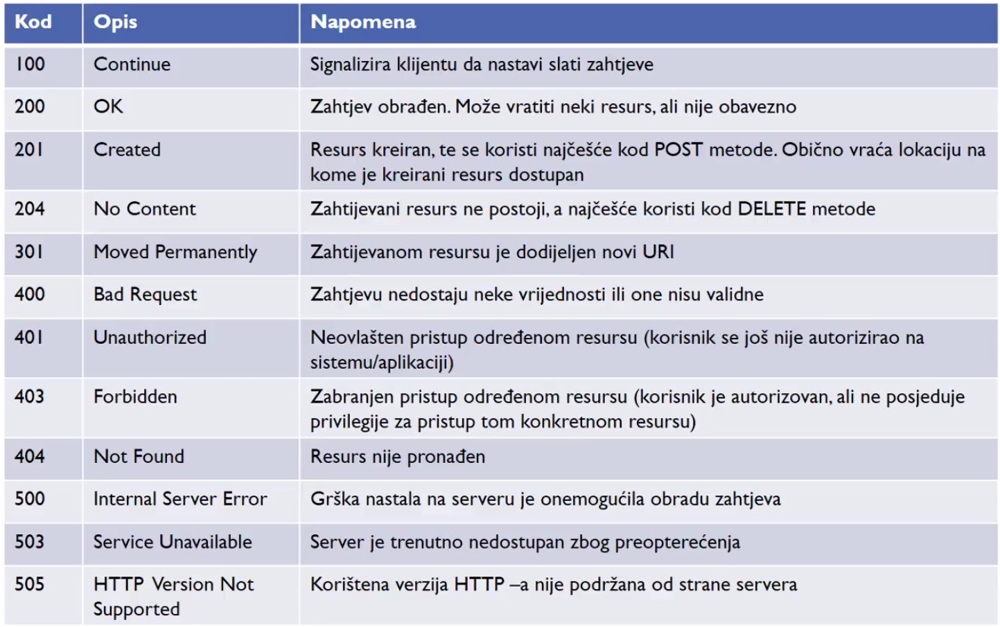 Kod Opis Napomena
100 Continue Signalizira klijentu da nastavi slati zahtjeve
200 OK Zahtjev obrađen. Može vratiti neki resurs, ali nije obavezno
201 Created Resurs kreiran, te se koristi najčešće kod POST metode. Obično vraća lokaciju na
kome je kreirani resurs dostupan
204 No Content Zahtijevani resurs ne postoji, a najčešće koristi kod DELETE metode
301 Moved Permanently Zahtijevanom resursu je dodijeljen novi URI
400 Bad Request Zahtjevu nedostaju neke vrijednosti ili one nisu validne
401 Unauthorized Neovlašten pristup određenom resursu (korisnik se još nije autorizirao na
sistemu/aplikaciji)
403 Forbidden Zabranjen pristup određenom resursu (korisnik je autorizovan, ali ne posjeduje
privilegije za pristup tom konkretnom resursu)
404 Not Found Resurs nije pronađen
500 Internal Server Error Grška nastala na serveru je onemogućila obradu zahtjeva
503 Service Unavailable Server je trenutno nedostupan zbog preopterećenja
505 HTTP Version Not Korištena verzija HTTP –a nije podržana od strane servera
Supported